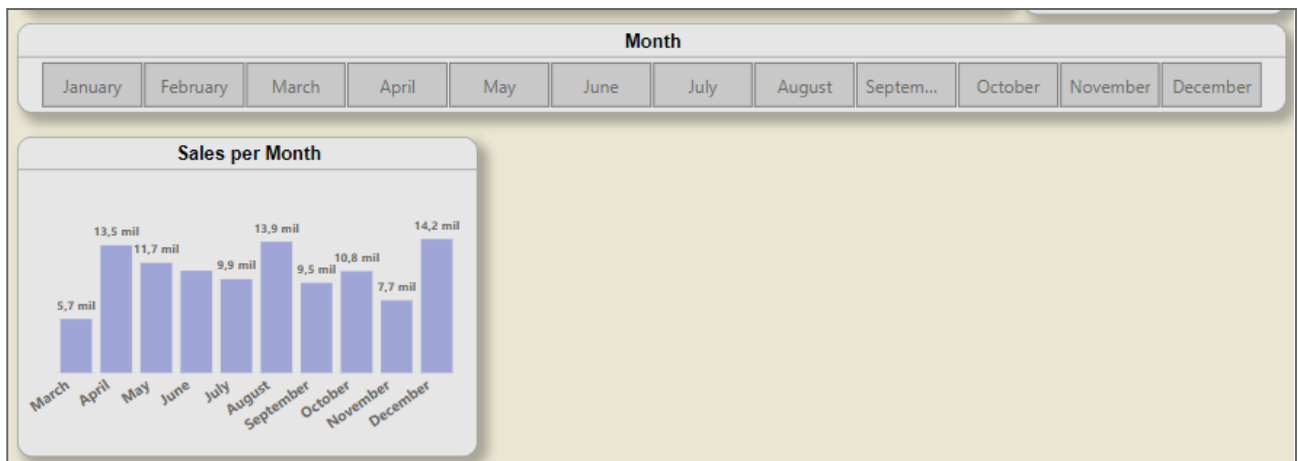 Month
January February March April May June July August Septem... October November December
Sales per Month
5,7 mil 13,5 mil 11,7 mil 9,9 mil 13,9 mil 9,5 mil 10,8 mil 7,7 mil 14,2 mil
March April May June July August September October November December